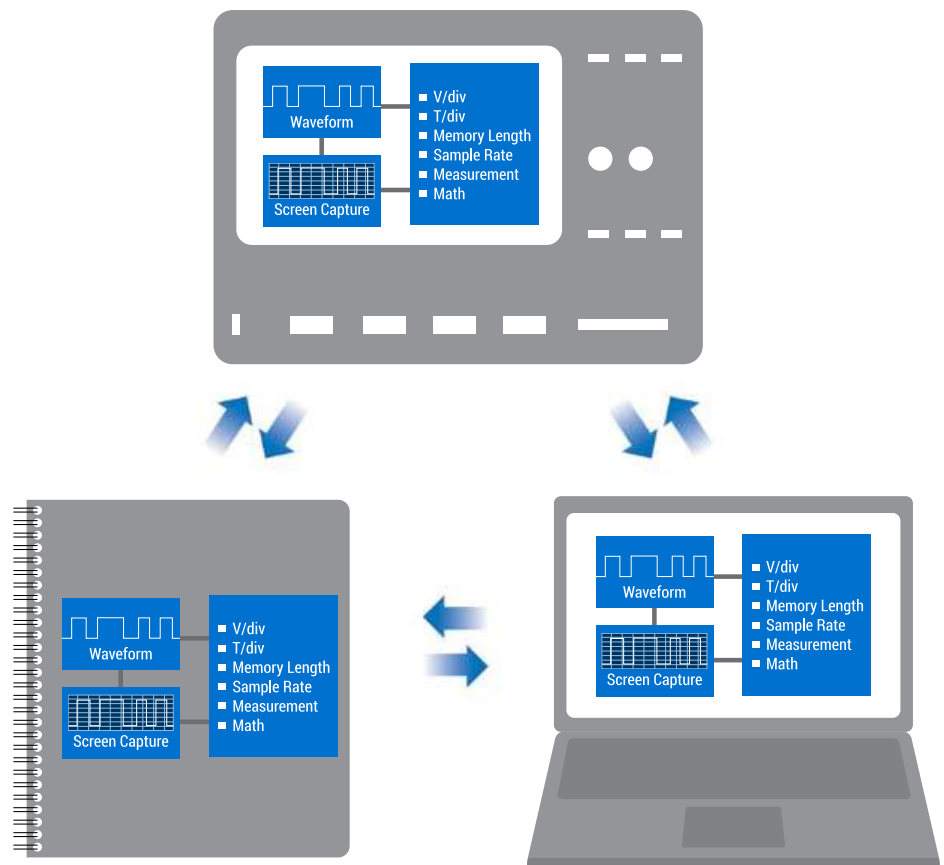 Waveform
Screen Capture
V/div
T/div
Memory Length
Sample Rate
Measurement
Math
Waveform
Screen Capture
V/div
T/div
Memory Length
Sample Rate
Measurement
Math
Waveform
Screen Capture
V/div
T/div
Memory Length
Sample Rate
Measurement
Math